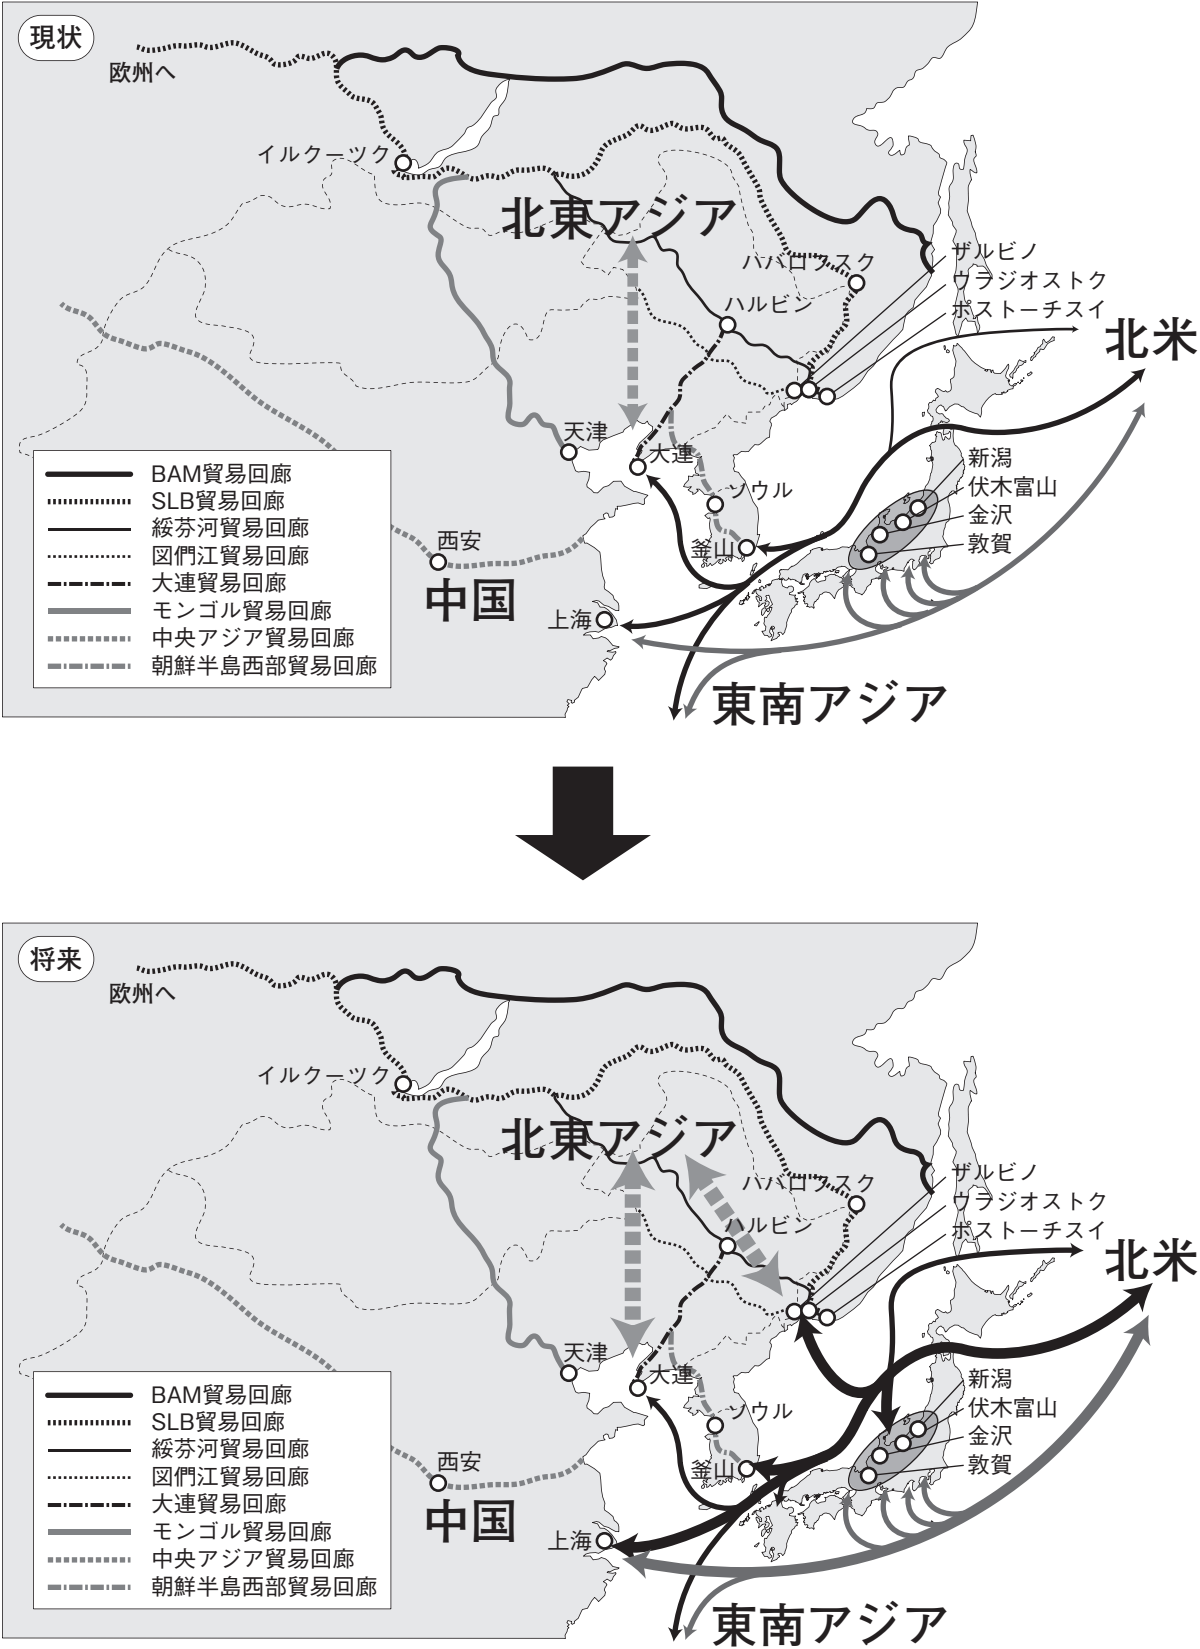 現状
欧州へ
イルクーツク
北東アジア
ザルビノ
ハバロフスク
ウラジオストク
ハルビン
ポストーチスイ
北米
天津
大連
新潟
伏木富山
金沢
敦賀
ソウル
釜山
西安
中国
上海
東南アジア
BAM貿易回廊
SLB貿易回廊
綏芬河貿易回廊
図們江貿易回廊
大連貿易回廊
モンゴル貿易回廊
中央アジア貿易回廊
朝鮮半島西部貿易回廊
将来
欧州へ
イルクーツク
北東アジア
ザルビノ
ハバロフスク
ウラジオストク
ハルビン
ポストーチスイ
北米
天津
大連
新潟
伏木富山
金沢
敦賀
ソウル
釜山
西安
中国
上海
東南アジア
BAM貿易回廊
SLB貿易回廊
綏芬河貿易回廊
図們江貿易回廊
大連貿易回廊
モンゴル貿易回廊
中央アジア貿易回廊
朝鮮半島西部貿易回廊